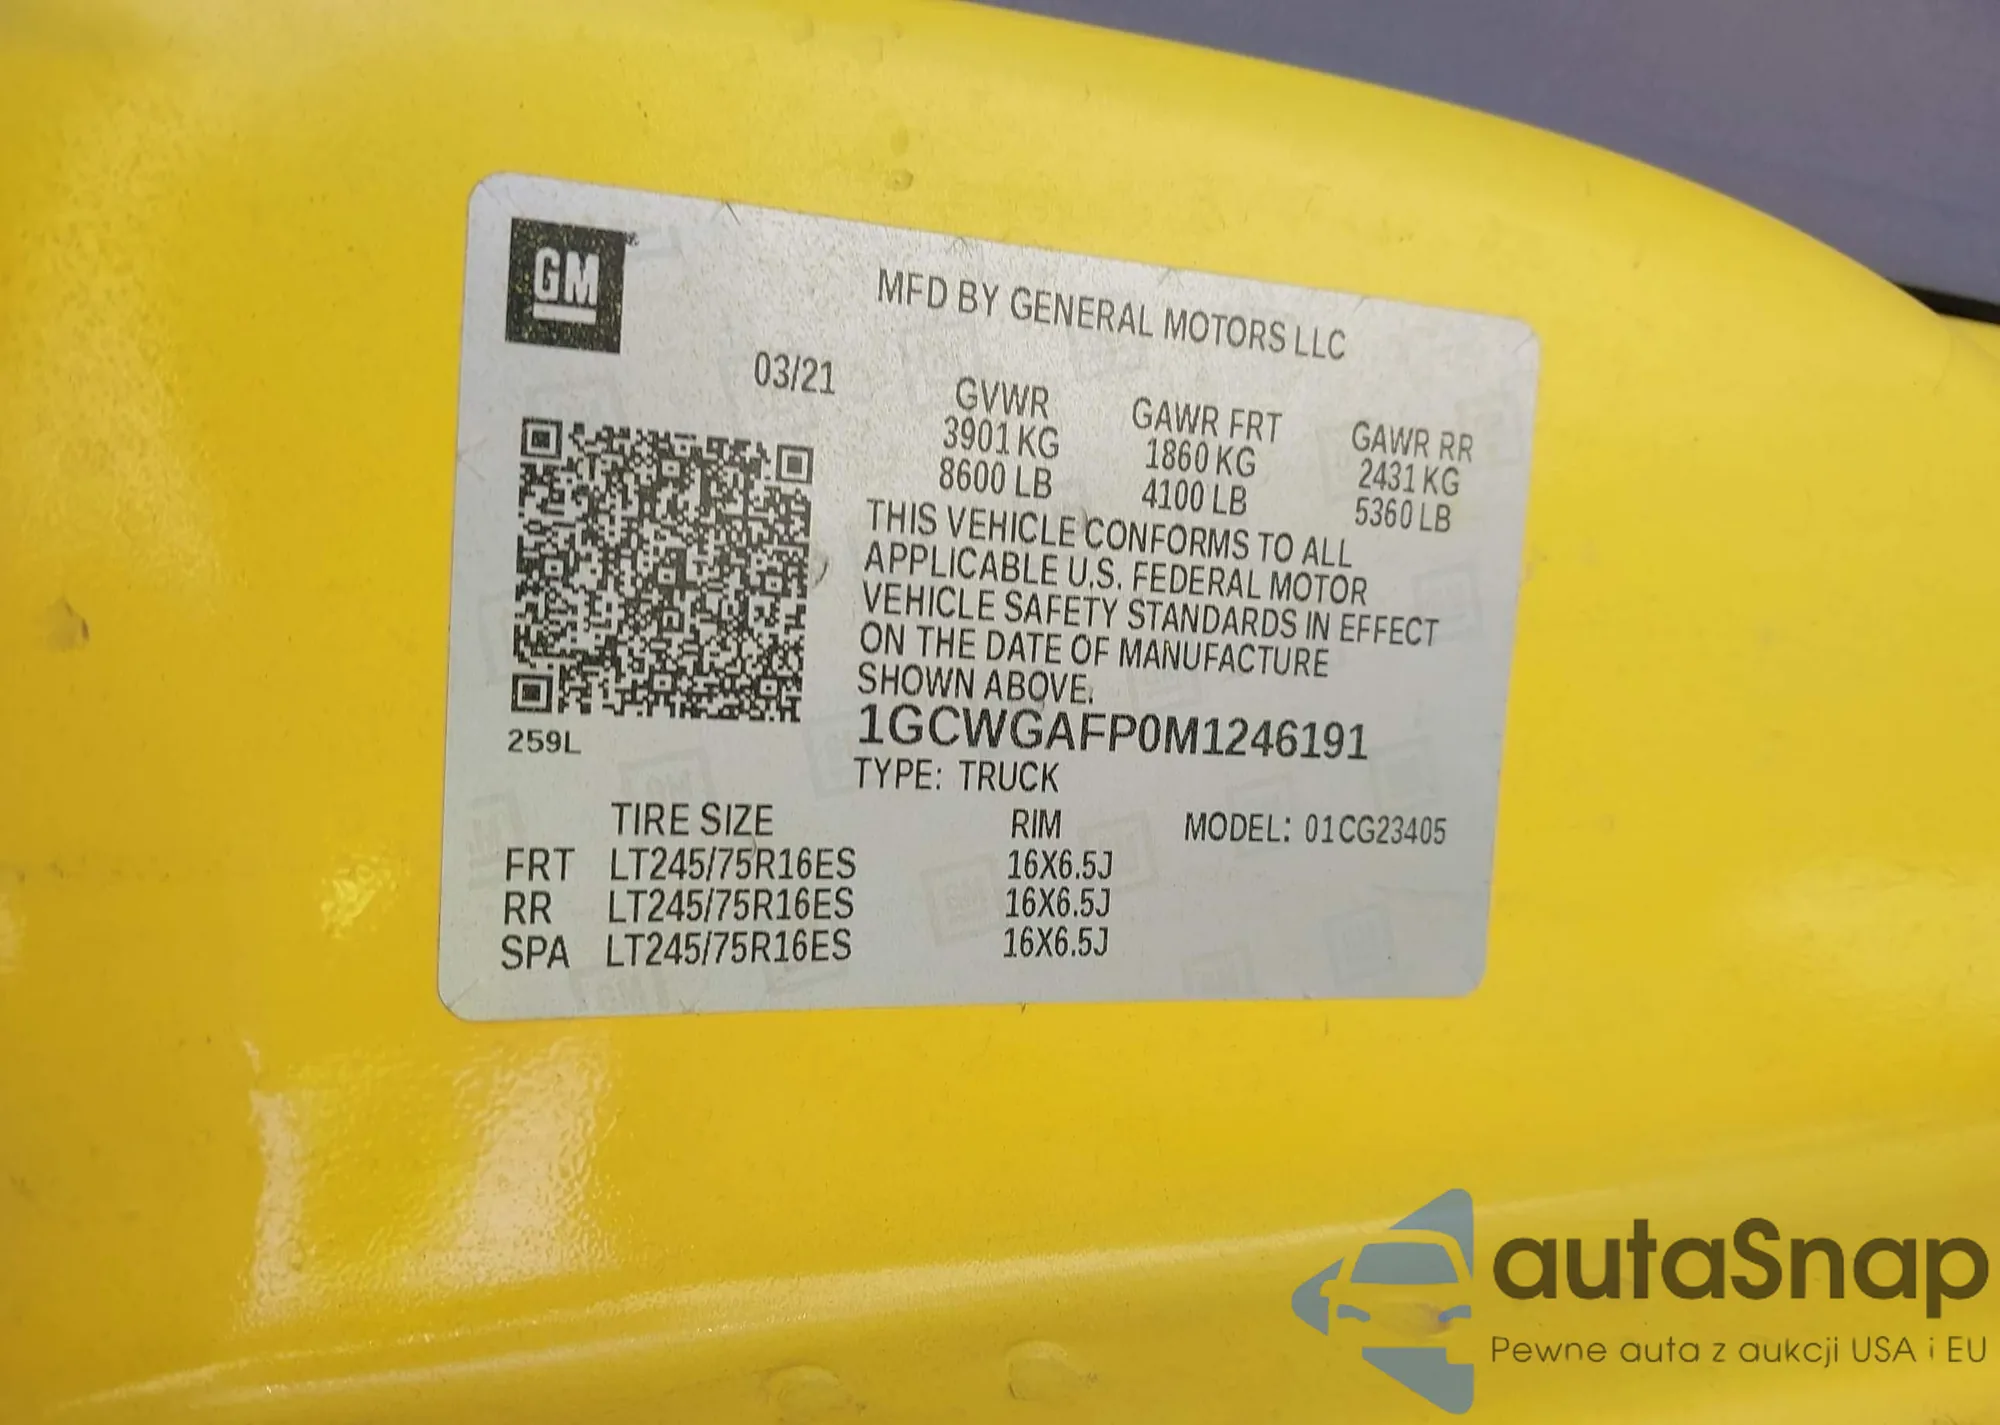 GM
MFD BY GENERAL MOTORS LLC
03/21
GVWR GAWR FRT GAWR RR
3901 KG 1860 KG 2431 KG
8600 LB 4100 LB 5360 LB
THIS VEHICLE CONFORMS TO ALL
APPLICABLE U.S. FEDERAL MOTOR
VEHICLE SAFETY STANDARDS IN EFFECT
ON THE DATE OF MANUFACTURE
SHOWN ABOVE.
1GCWGAFP0M1246191
259L
TYPE: TRUCK
TIRE SIZE RIM MODEL: 01CG23405
FRT LT245/75R16ES 16X6.5J
RR LT245/75R16ES 16X6.5J
SPA LT245/75R16ES 16X6.5J
autaSnap
Pewne auta z aukcji USA i EU